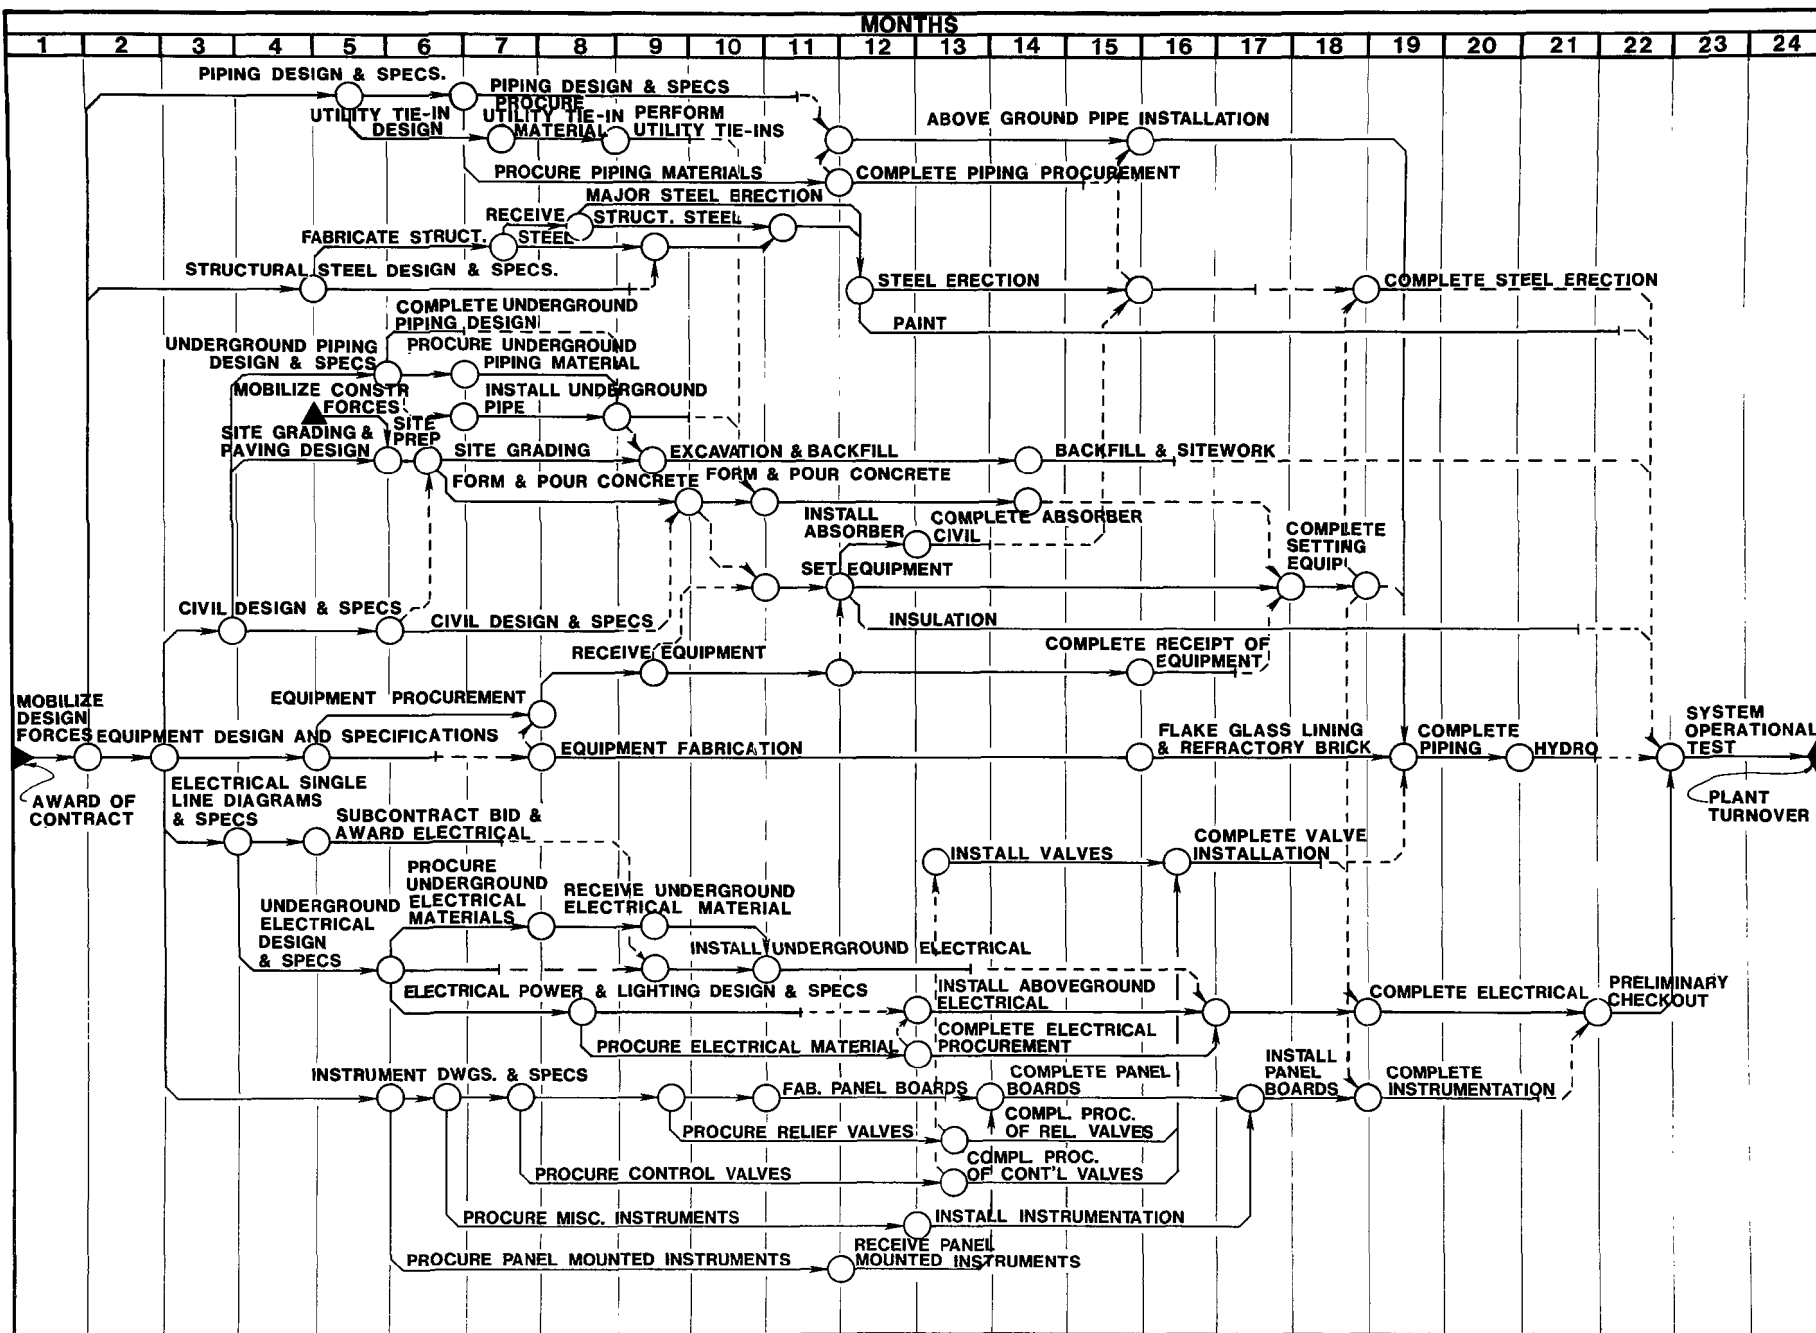 MONTHS
1 2 3 4 5 6 7 8 9 10 11 12 13 14 15 16 17 18 19 20 21 22 23 24
PIPING DESIGN & SPECS.
PIPING DESIGN & SPECS
UTILITY TIE-IN
DESIGN
PROCURE
UTILITY TIE-IN
MATERIAL
PERFORM
UTILITY TIE-INS
ABOVE GROUND PIPE INSTALLATION
PROCURE PIPING MATERIALS
COMPLETE PIPING PROCUREMENT
MAJOR STEEL ERECTION
RECEIVE STRUCT. STEEL
FABRICATE STRUCT. STEEL
STRUCTURAL STEEL DESIGN & SPECS.
STEEL ERECTION
COMPLETE STEEL ERECTION
PAINT
COMPLETE UNDERGROUND
PIPING DESIGN
UNDERGROUND PIPING
DESIGN & SPECS
PROCURE UNDERGROUND
PIPING MATERIAL
MOBILIZE CONSTR
FORCES
INSTALL UNDERGROUND
PIPE
SITE GRADING &
PAVING DESIGN
SITE
PREP
SITE GRADING
EXCAVATION & BACKFILL
BACKFILL & SITEWORK
FORM & POUR CONCRETE
FORM & POUR CONCRETE
INSTALL
ABSORBER
COMPLETE ABSORBER
CIVIL
COMPLETE
SETTING
EQUIP
SET EQUIPMENT
CIVIL DESIGN & SPECS
CIVIL DESIGN & SPECS
INSULATION
RECEIVE EQUIPMENT
COMPLETE RECEIPT OF
EQUIPMENT
EQUIPMENT PROCUREMENT
MOBILIZE
DESIGN
FORCES
EQUIPMENT DESIGN AND SPECIFICATIONS
EQUIPMENT FABRICATION
FLAKE GLASS LINING
& REFRACTORY BRICK
COMPLETE
PIPING
HYDRO
SYSTEM
OPERATIONAL
TEST
AWARD OF
CONTRACT
PLANT
TURNOVER
ELECTRICAL SINGLE
LINE DIAGRAMS
& SPECS
SUBCONTRACT BID &
AWARD ELECTRICAL
INSTALL VALVES
COMPLETE VALVE
INSTALLATION
PROCURE
UNDERGROUND
ELECTRICAL
MATERIALS
RECEIVE UNDERGROUND
ELECTRICAL MATERIAL
UNDERGROUND
ELECTRICAL
DESIGN
& SPECS
INSTALL UNDERGROUND ELECTRICAL
ELECTRICAL POWER & LIGHTING DESIGN & SPECS
INSTALL ABOVEGROUND
ELECTRICAL
COMPLETE ELECTRICAL
PRELIMINARY
CHECKOUT
PROCURE ELECTRICAL MATERIAL
COMPLETE ELECTRICAL
PROCUREMENT
INSTRUMENT DWGS. & SPECS
FAB. PANEL BOARDS
COMPLETE PANEL
BOARDS
INSTALL
PANEL
BOARDS
COMPLETE
INSTRUMENTATION
PROCURE RELIEF VALVES
COMPL. PROC.
OF REL. VALVES
PROCURE CONTROL VALVES
COMPL. PROC.
OF CONT'L VALVES
PROCURE MISC. INSTRUMENTS
INSTALL INSTRUMENTATION
PROCURE PANEL MOUNTED INSTRUMENTS
RECEIVE PANEL
MOUNTED INSTRUMENTS